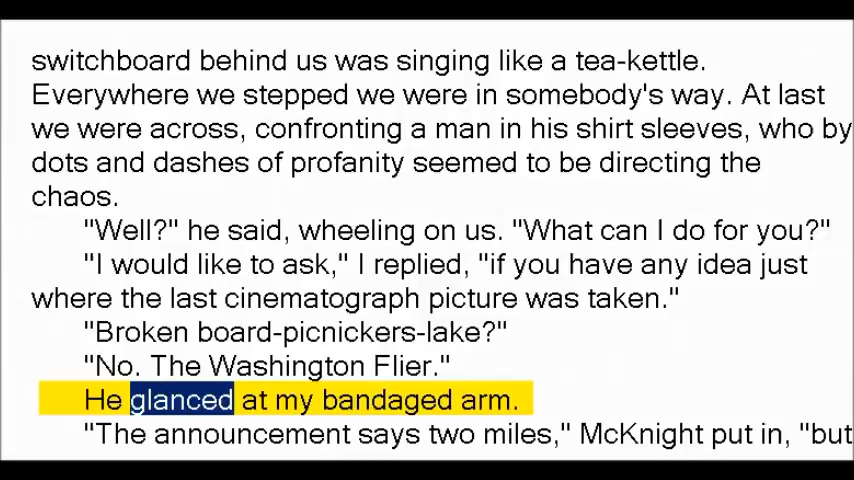 switchboard behind us was singing like a tea-kettle.
Everywhere we stepped we were in somebody's way. At last
we were across, confronting a man in his shirt sleeves, who by
dots and dashes of profanity seemed to be directing the
chaos.
"Well?" he said, wheeling on us. "What can I do for you?"
"I would like to ask," I replied, "if you have any idea just
where the last cinematograph picture was taken."
"Broken board-picnickers-lake?"
"No. The Washington Flier."
He glanced at my bandaged arm.
"The announcement says two miles," McKnight put in, "but